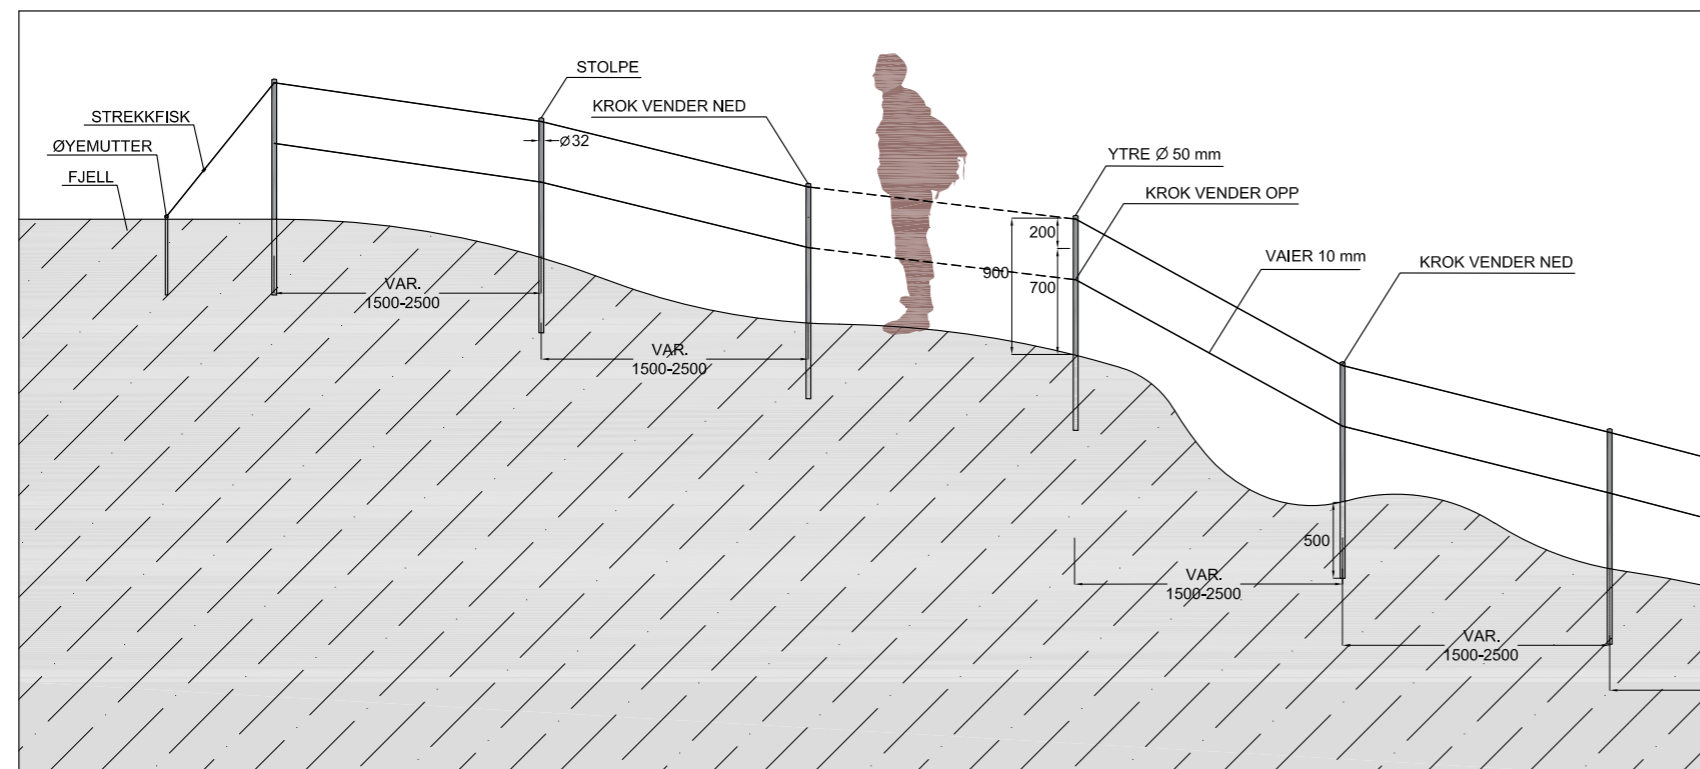 STOLPE
KROK VENDER NED
STREKKFISK
Ø32
ØYEMUTTER
YTRE Ø 50 mm
FJELL
KROK VENDER OPP
200
VAIER 10 mm
KROK VENDER NED
900
700
VAR.
1500-2500
VAR.
1500-2500
500
VAR.
1500-2500
VAR.
1500-2500